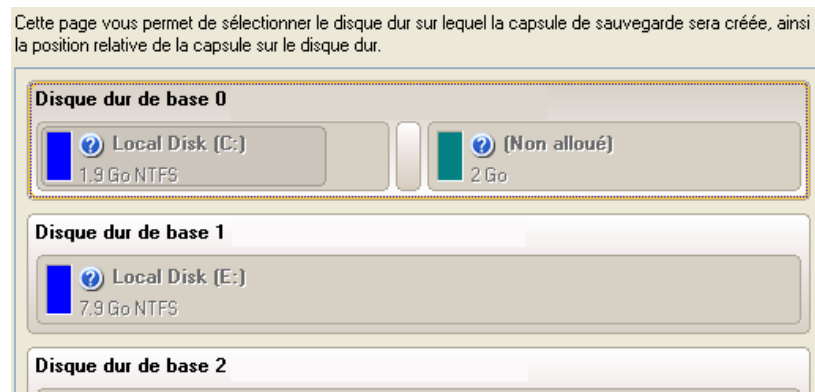 Cette page vous permet de sélectionner le disque dur sur lequel la capsule de sauvegarde sera créée, ainsi
la position relative de la capsule sur le disque dur.
Disque dur de base 0
Local Disk (C:)
1.9 Go NTFS
(Non alloué)
2 Go
Disque dur de base 1
Local Disk (E:)
7.9 Go NTFS
Disque dur de base 2